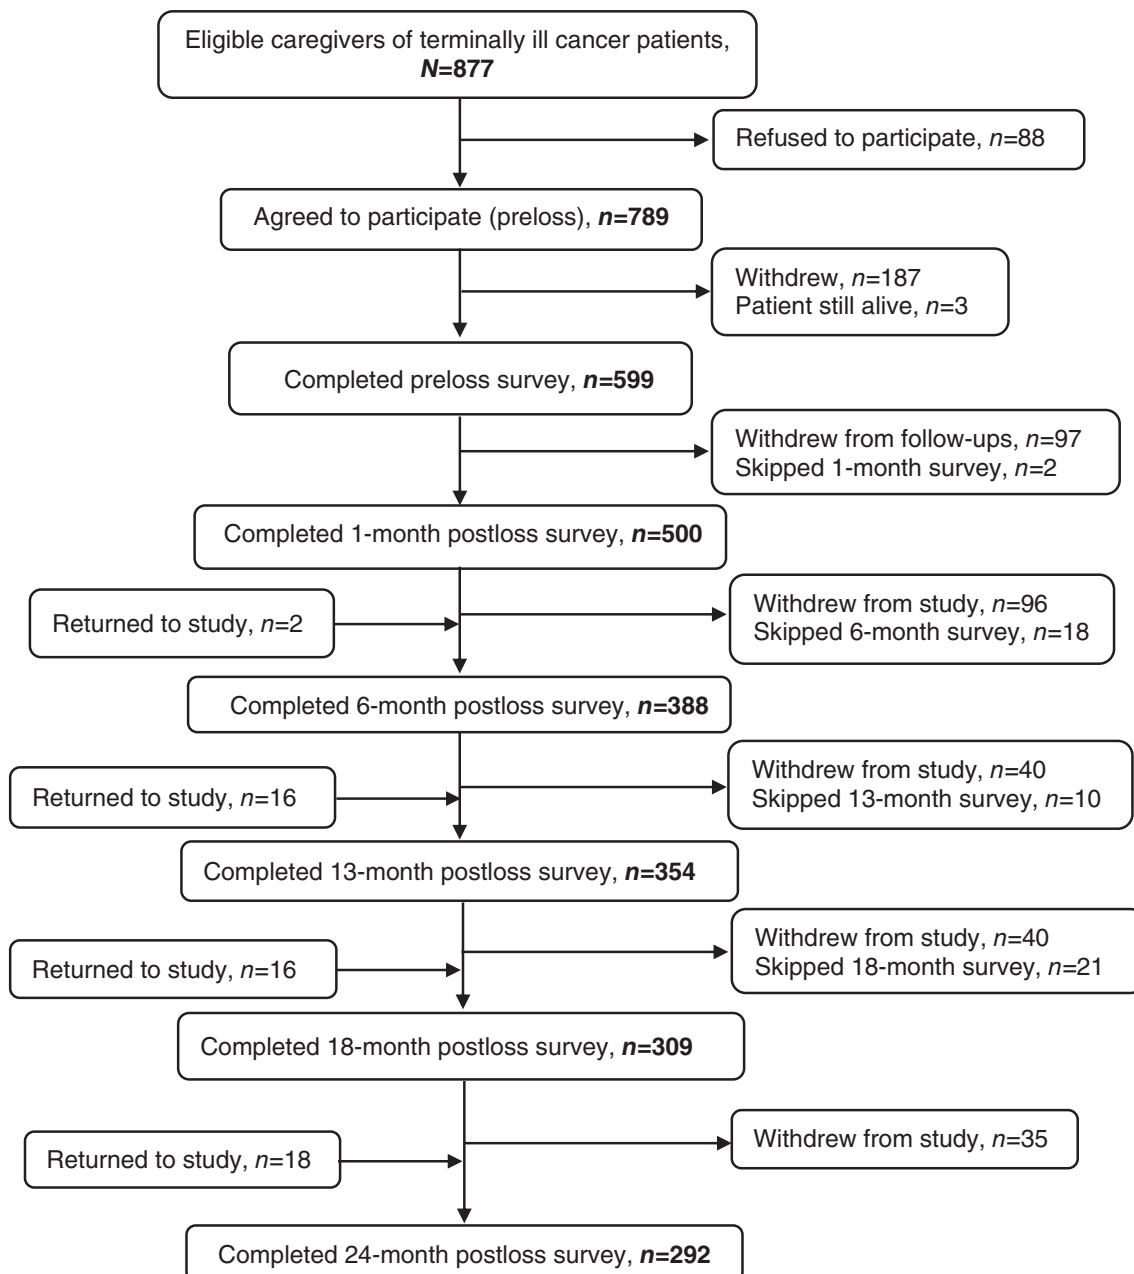 Eligible caregivers of terminally ill cancer patients,
N=877
Refused to participate, n=88
Agreed to participate (preloss), n=789
Withdrew, n=187
Patient still alive, n=3
Completed preloss survey, n=599
Withdrew from follow-ups, n=97
Skipped 1-month survey, n=2
Completed 1-month postloss survey, n=500
Returned to study, n=2
Withdrew from study, n=96
Skipped 6-month survey, n=18
Completed 6-month postloss survey, n=388
Returned to study, n=16
Withdrew from study, n=40
Skipped 13-month survey, n=10
Completed 13-month postloss survey, n=354
Returned to study, n=16
Withdrew from study, n=40
Skipped 18-month survey, n=21
Completed 18-month postloss survey, n=309
Returned to study, n=18
Withdrew from study, n=35
Completed 24-month postloss survey, n=292